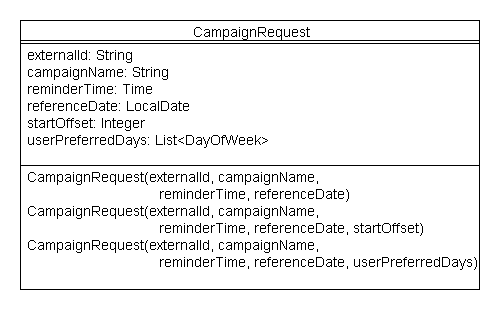 CampaignRequest
externalId: String
campaignName: String
reminderTime: Time
referenceDate: LocalDate
startOffset: Integer
userPreferredDays: List<DayOfWeek>
CampaignRequest(externalId, campaignName,
reminderTime, referenceDate)
CampaignRequest(externalId, campaignName,
reminderTime, referenceDate, startOffset)
CampaignRequest(externalId, campaignName,
reminderTime, referenceDate, userPreferredDays)